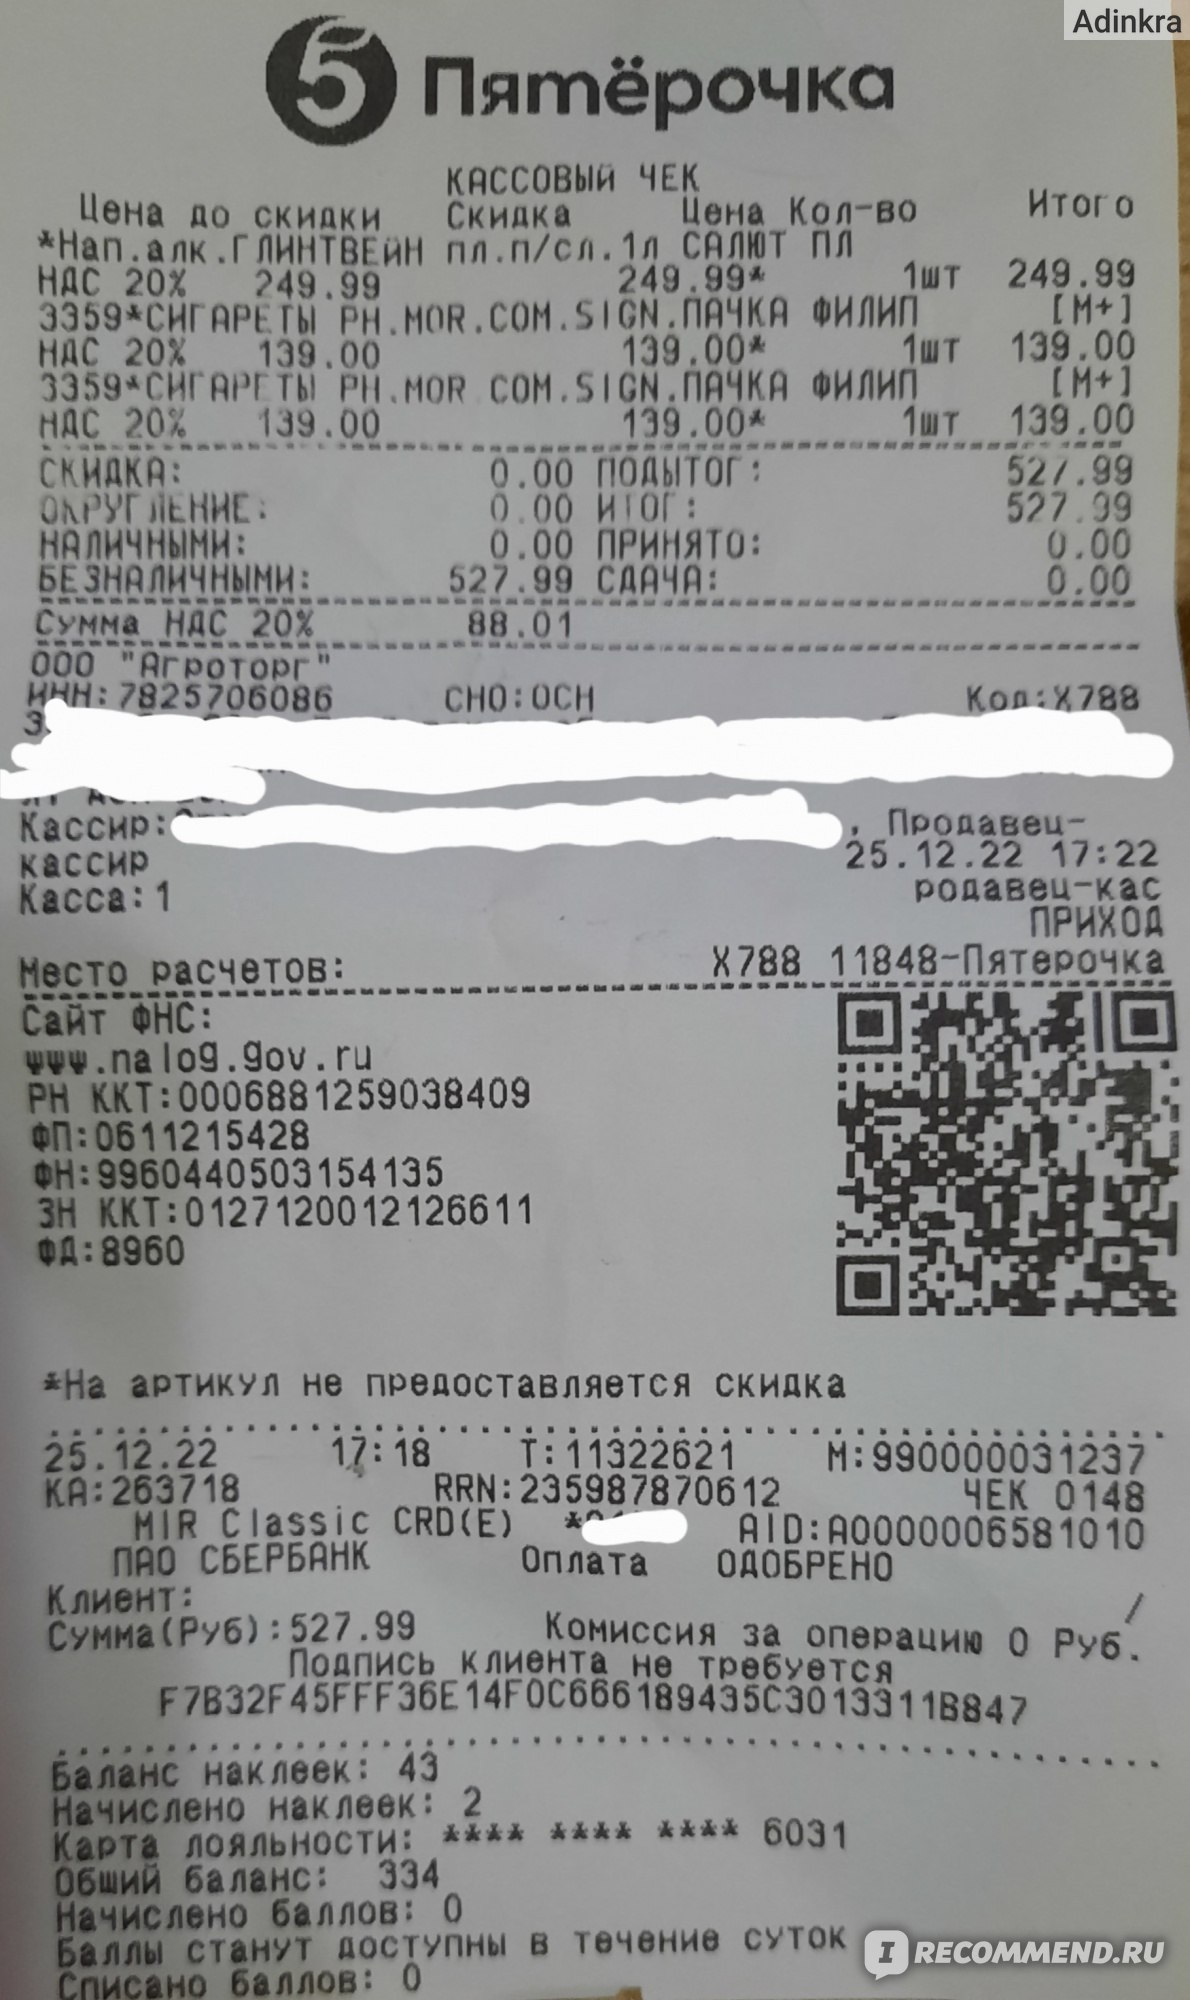 Adinkra
5 Пятёрочка
КАССОВЫЙ ЧЕК
Цена до скидки Скидка Цена Кол-во Итого
*Нап.алк.ГЛИНТВЕЙН пл.п/сл.1л САЛЮТ ПЛ
НДС 20% 249.99 249.99* 1шт 249.99
3359*СИГАРЕТЫ PH.MOR.COM.SIGN.ПАЧКА ФИЛИП [М+]
НДС 20% 139.00 139.00* 1шт 139.00
3359*СИГАРЕТЫ PH.MOR.COM.SIGN.ПАЧКА ФИЛИП [М+]
НДС 20% 139.00 139.00* 1шт 139.00
СКИДКА: 0.00 ПОДЫТОГ: 527.99
ОКРУГЛЕНИЕ: 0.00 ИТОГ: 527.99
НАЛИЧНЫМИ: 0.00 ПРИНЯТО: 0.00
БЕЗНАЛИЧНЫМИ: 527.99 СДАЧА: 0.00
Сумма НДС 20% 88.01
ООО "Агроторг"
ИНН:7825706086 СНО:ОСН Код:X788
Кассир: , Продавец-
кассир 25.12.22 17:22
Касса:1 родавец-кас
ПРИХОД
Место расчетов: X788 11848-Пятерочка
Сайт ФНС:
www.nalog.gov.ru
РН ККТ:0006881259038409
ФП:0611215428
ФН:9960440503154135
ЗН ККТ:0127120012126611
ФД:8960
*На артикул не предоставляется скидка
25.12.22 17:18 Т:11322621 М:990000031237
КА:263718 RRN:235987870612 ЧЕК 0148
MIR Classic CRD(E) * AID:A0000006581010
ПАО СБЕРБАНК Оплата ОДОБРЕНО
Клиент: /
Сумма(Руб):527.99 Комиссия за операцию 0 Руб.
Подпись клиента не требуется
F7B32F45FFF36E14F0C666189435C3013311B847
Баланс наклеек: 43
Начислено наклеек: 2
Карта лояльности: **** **** **** 6031
Общий баланс: 334
Начислено баллов: 0
Баллы станут доступны в течение суток
Списано баллов: 0
I RECOMMEND.RU